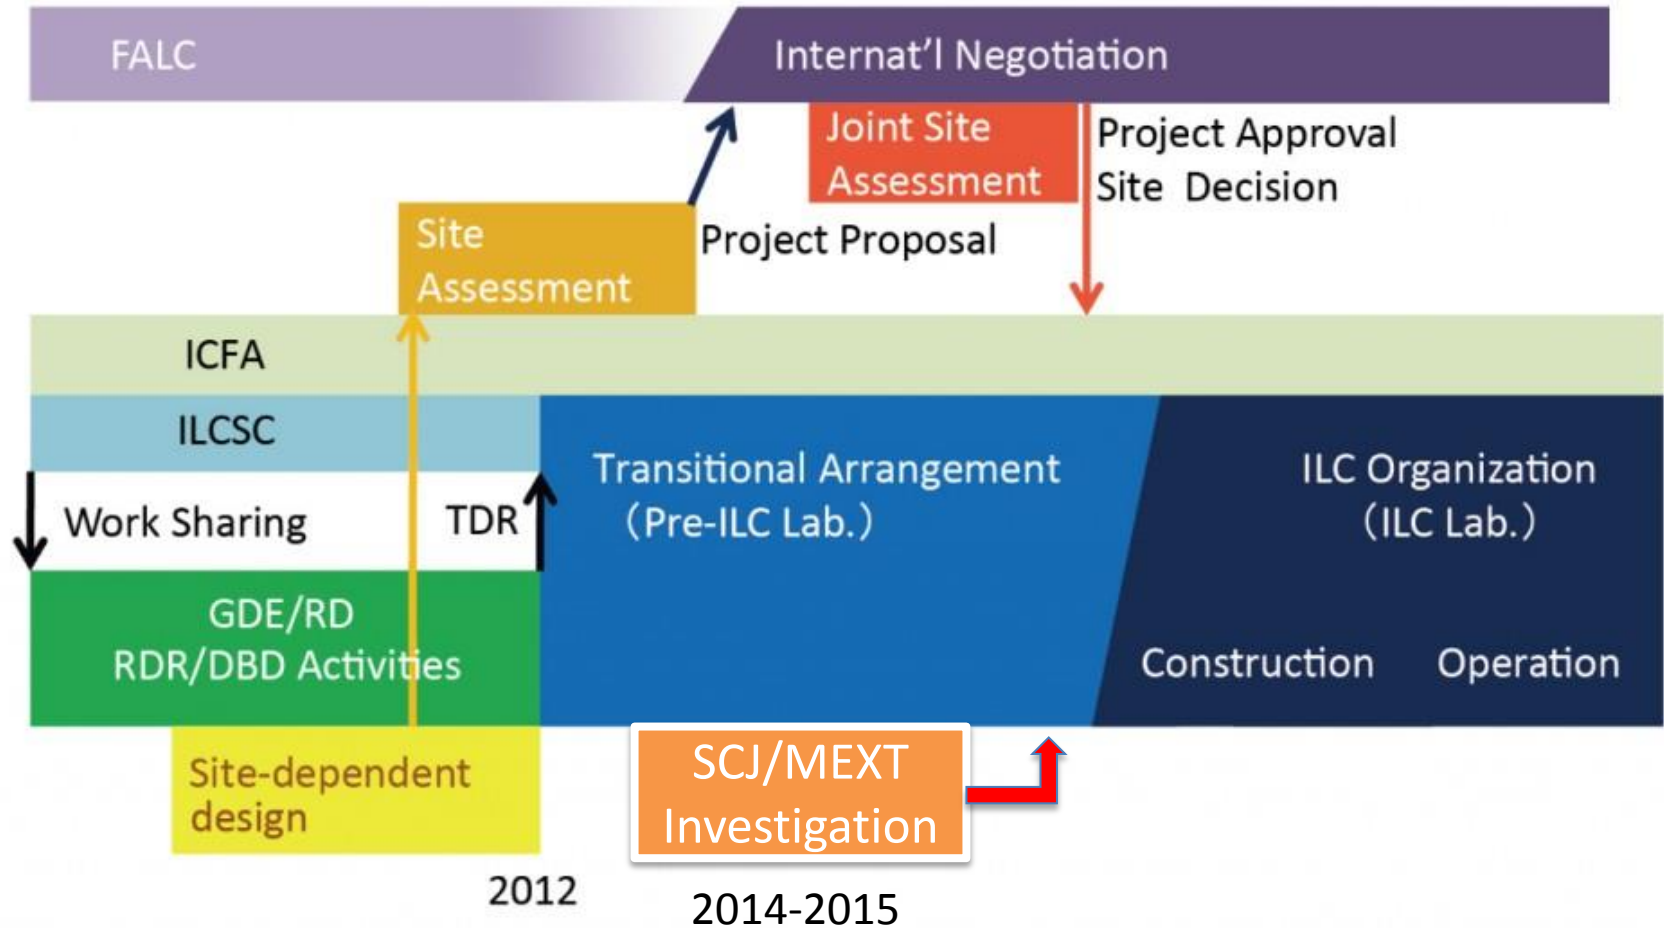 FALC
Internat’l Negotiation
Joint Site
Assessment
Project Approval
Site Decision
Site
Assessment
Project Proposal
ICFA
ILCSC
Work Sharing
TDR
Transitional Arrangement
（Pre-ILC Lab.）
ILC Organization
（ILC Lab.）
GDE/RD
RDR/DBD Activities
Construction
Operation
Site-dependent
design
SCJ/MEXT
Investigation
2012
2014-2015